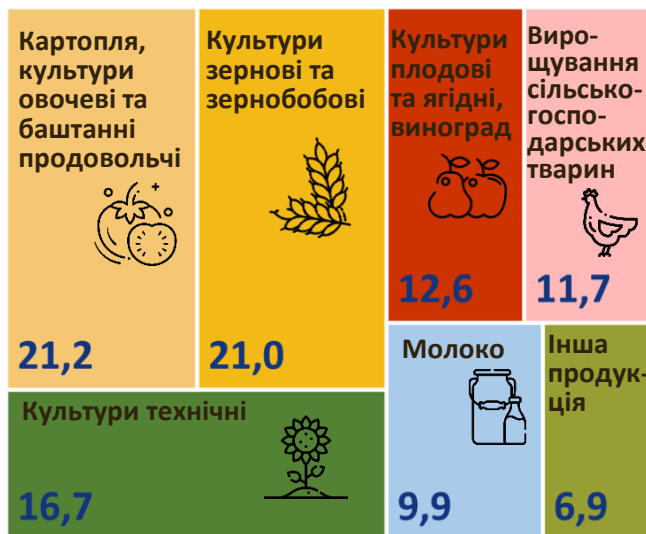 Картопля,
культури
овочеві та
баштанні
продовольчі
21,2
Культури
зернові та
зернобобові
21,0
Культури
плодові
та ягідні,
виноград
12,6
Виро-
щування
сільсько-
госпо-
дарських
тварин
11,7
Культури технічні
16,7
Молоко
9,9
Інша
продук-
ція
6,9